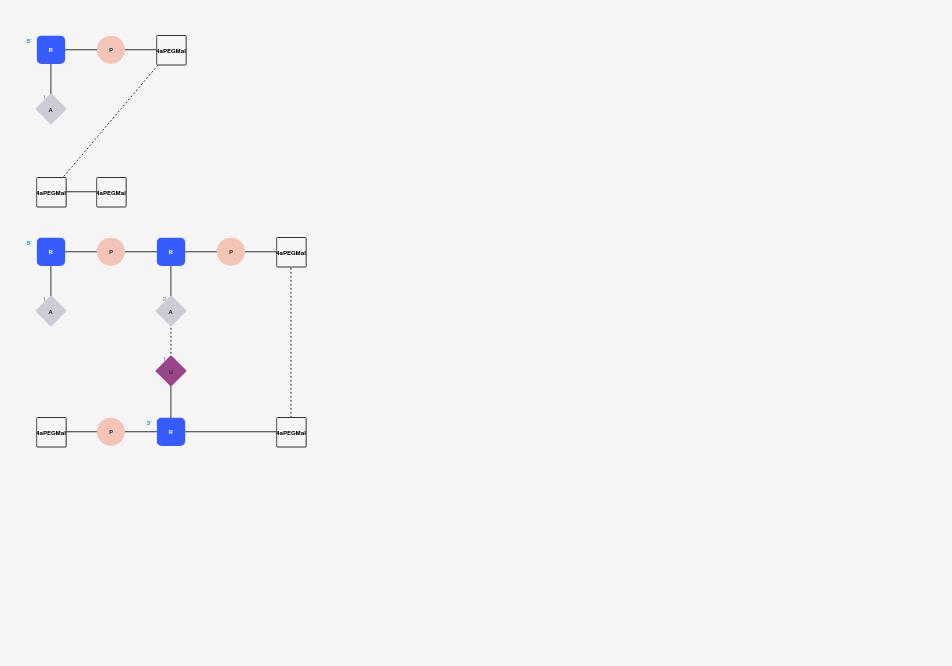 5' R P 4aPEGMal
1 A
4aPEGMal 4aPEGMal
5' R P R P 4aPEGMal
1 A 2 A
1 U
4aPEGMal P 3' R 4aPEGMal